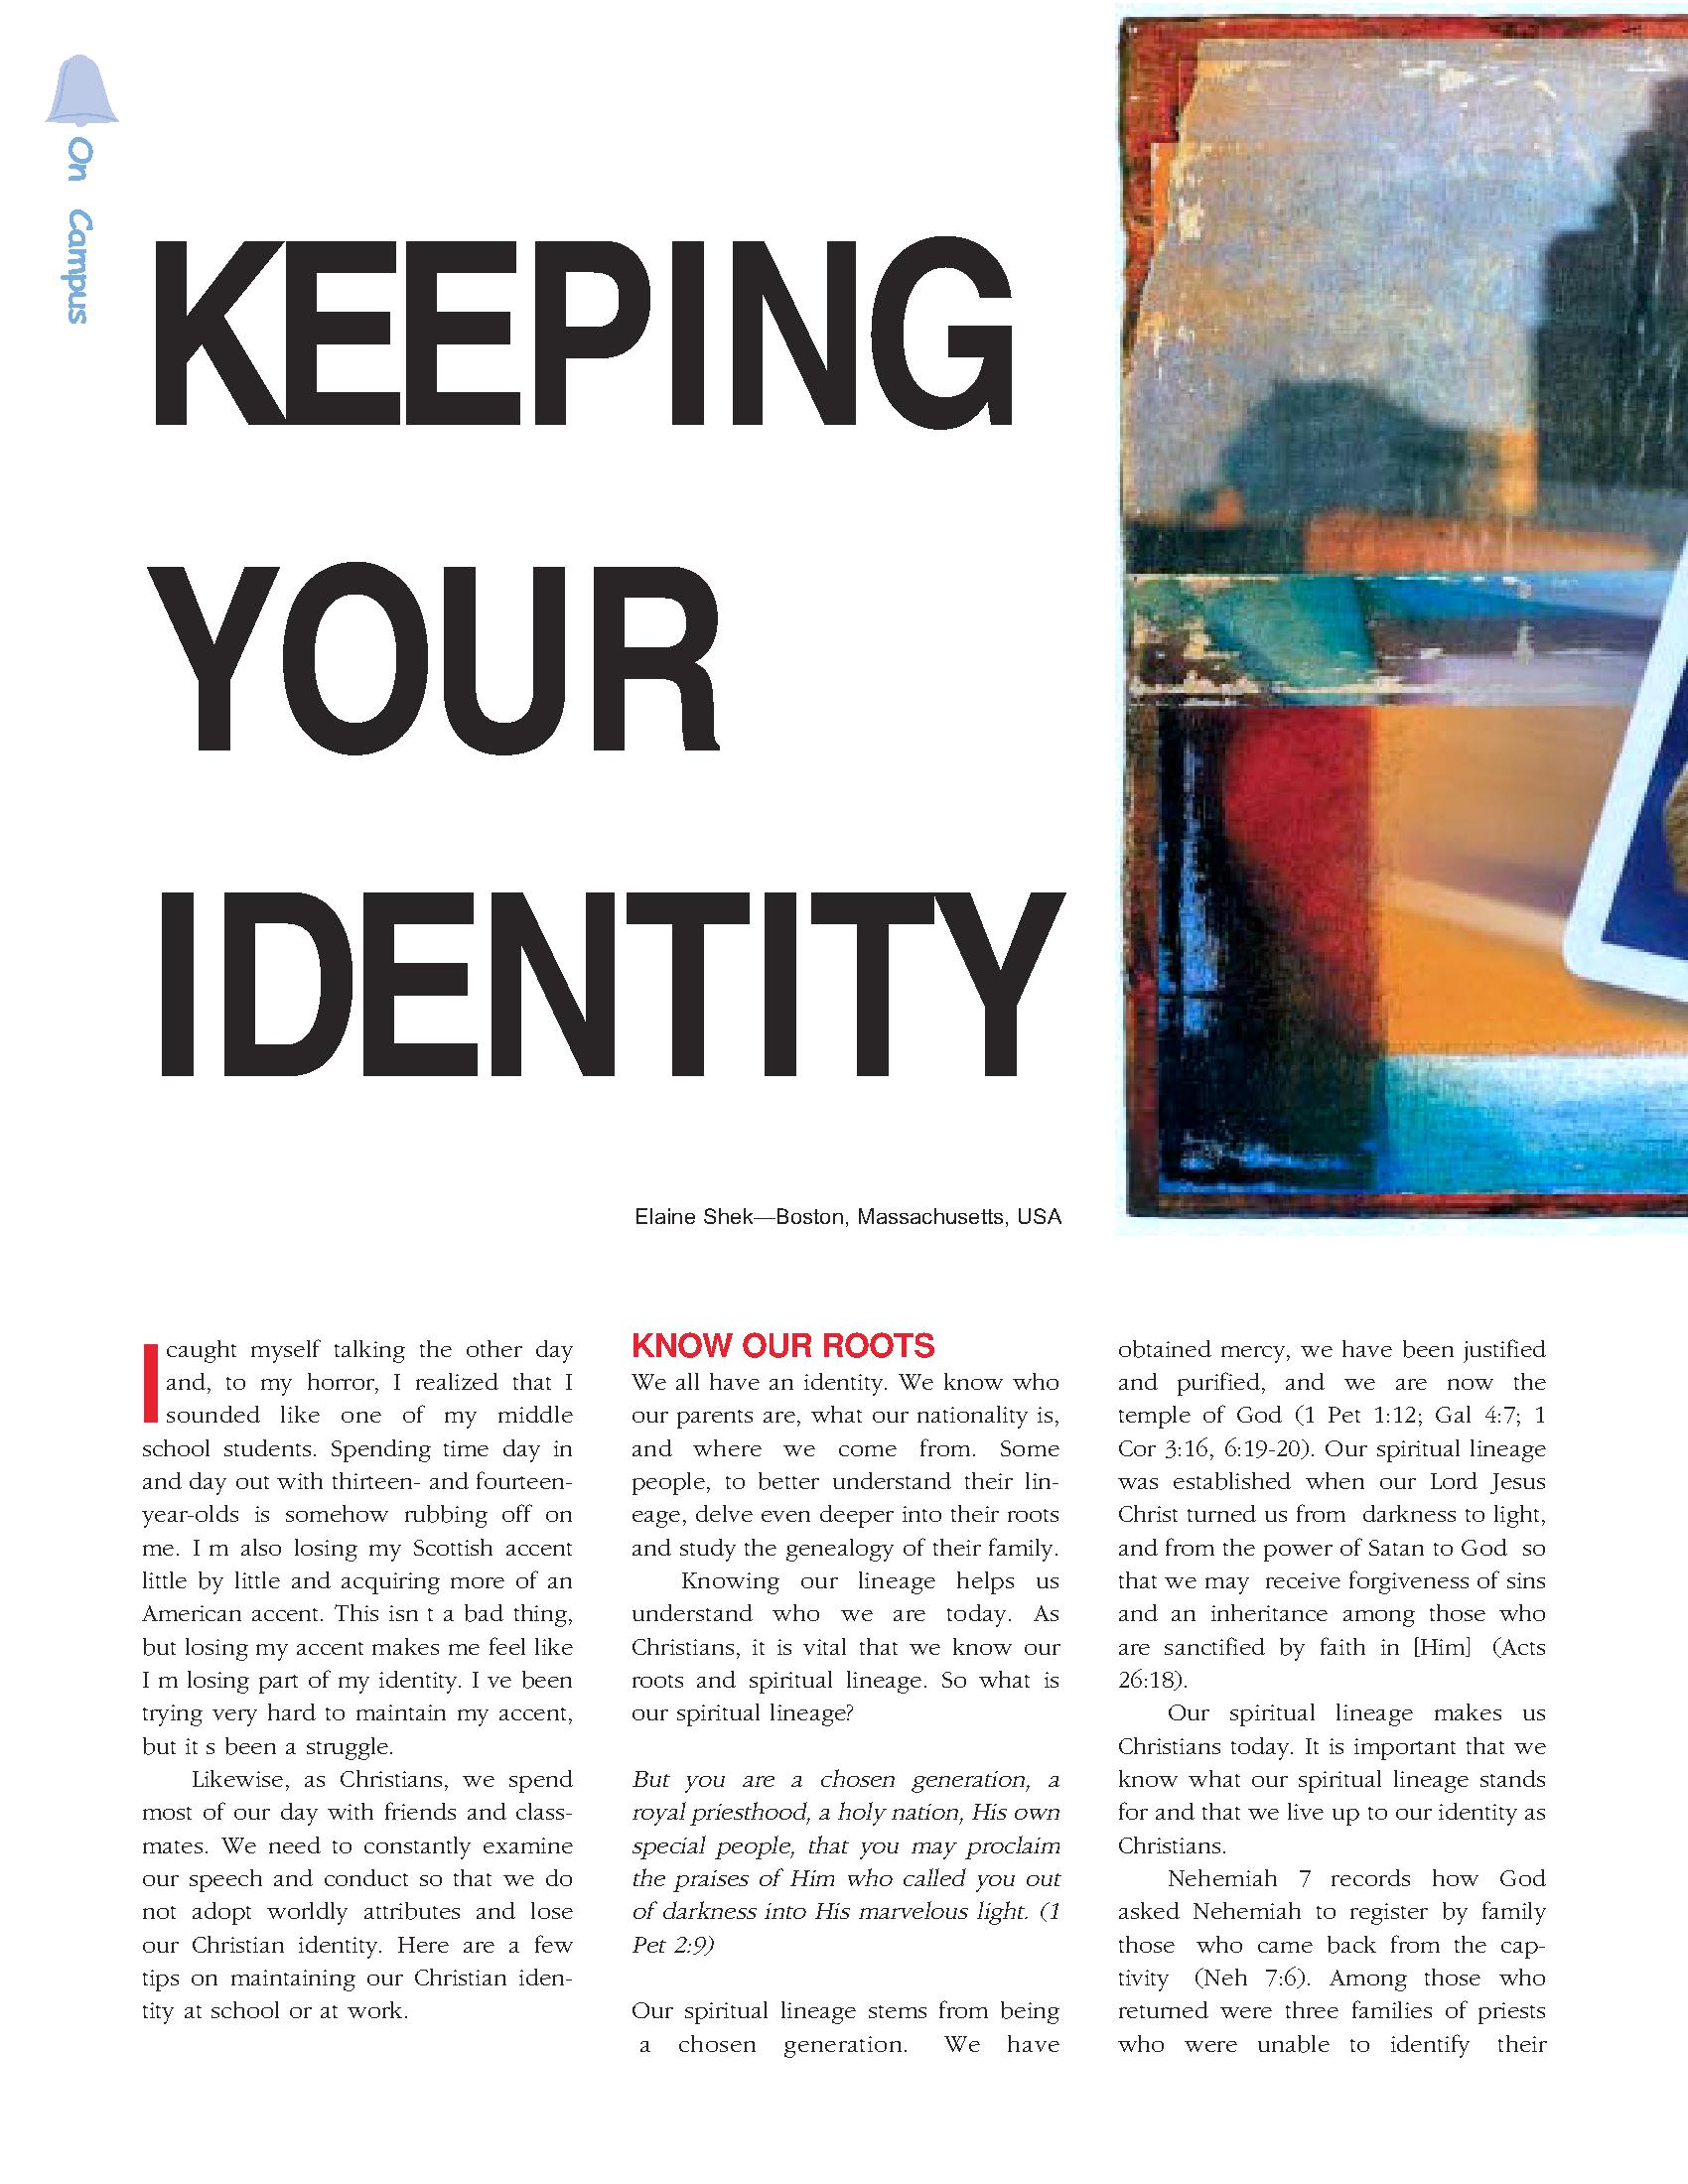 On Campus
KEEPING
YOUR
IDENTITY
Elaine Shek—Boston, Massachusetts, USA
I caught myself talking the other day
and, to my horror, I realized that I
sounded like one of my middle
school students. Spending time day in
and day out with thirteen- and fourteen-
year-olds is somehow rubbing off on
me. I m also losing my Scottish accent
little by little and acquiring more of an
American accent. This isn t a bad thing,
but losing my accent makes me feel like
I m losing part of my identity. I ve been
trying very hard to maintain my accent,
but it s been a struggle.
Likewise, as Christians, we spend
most of our day with friends and class-
mates. We need to constantly examine
our speech and conduct so that we do
not adopt worldly attributes and lose
our Christian identity. Here are a few
tips on maintaining our Christian iden-
tity at school or at work.
KNOW OUR ROOTS
We all have an identity. We know who
our parents are, what our nationality is,
and where we come from. Some
people, to better understand their lin-
eage, delve even deeper into their roots
and study the genealogy of their family.
Knowing our lineage helps us
understand who we are today. As
Christians, it is vital that we know our
roots and spiritual lineage. So what is
our spiritual lineage?
But you are a chosen generation, a
royal priesthood, a holy nation, His own
special people, that you may proclaim
the praises of Him who called you out
of darkness into His marvelous light. (1
Pet 2:9)
Our spiritual lineage stems from being
a chosen generation. We have
obtained mercy, we have been justified
and purified, and we are now the
temple of God (1 Pet 1:12; Gal 4:7; 1
Cor 3:16, 6:19-20). Our spiritual lineage
was established when our Lord Jesus
Christ turned us from darkness to light,
and from the power of Satan to God so
that we may receive forgiveness of sins
and an inheritance among those who
are sanctified by faith in [Him] (Acts
26:18).
Our spiritual lineage makes us
Christians today. It is important that we
know what our spiritual lineage stands
for and that we live up to our identity as
Christians.
Nehemiah 7 records how God
asked Nehemiah to register by family
those who came back from the cap-
tivity (Neh 7:6). Among those who
returned were three families of priests
who were unable to identify their